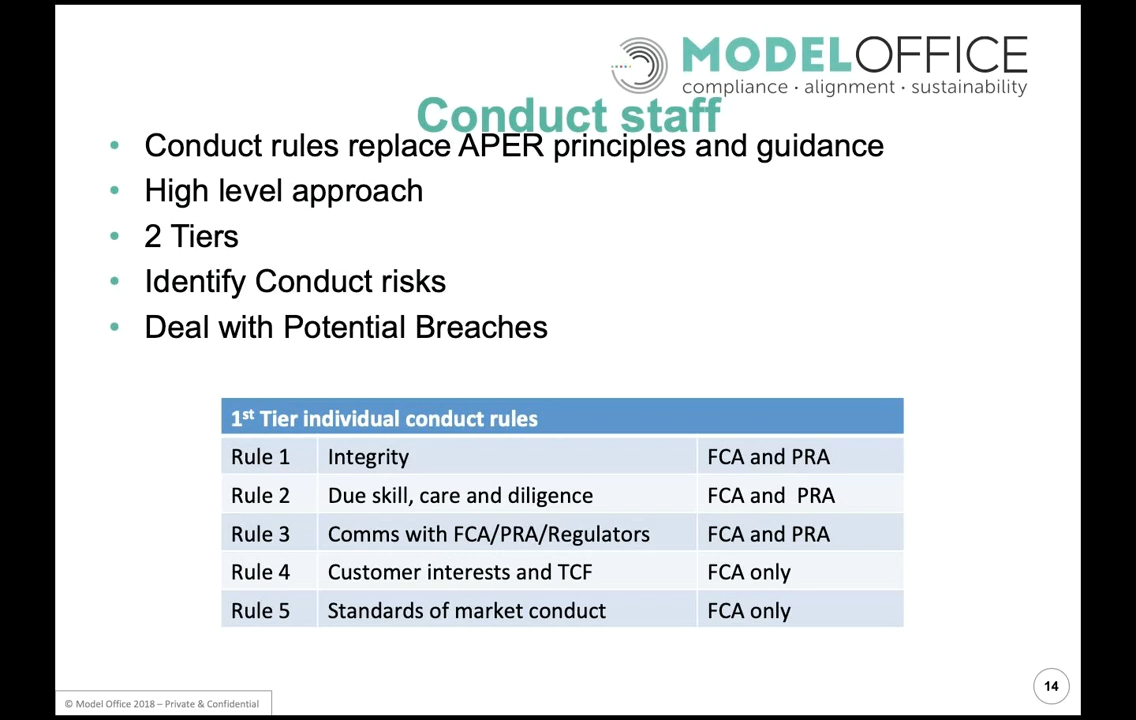 MODELOFFICE
compliance · alignment · sustainability
Conduct staff
• Conduct rules replace APER principles and guidance
• High level approach
• 2 Tiers
• Identify Conduct risks
• Deal with Potential Breaches
1st Tier individual conduct rules
Rule 1 Integrity FCA and PRA
Rule 2 Due skill, care and diligence FCA and PRA
Rule 3 Comms with FCA/PRA/Regulators FCA and PRA
Rule 4 Customer interests and TCF FCA only
Rule 5 Standards of market conduct FCA only
© Model Office 2018 – Private & Confidential
14